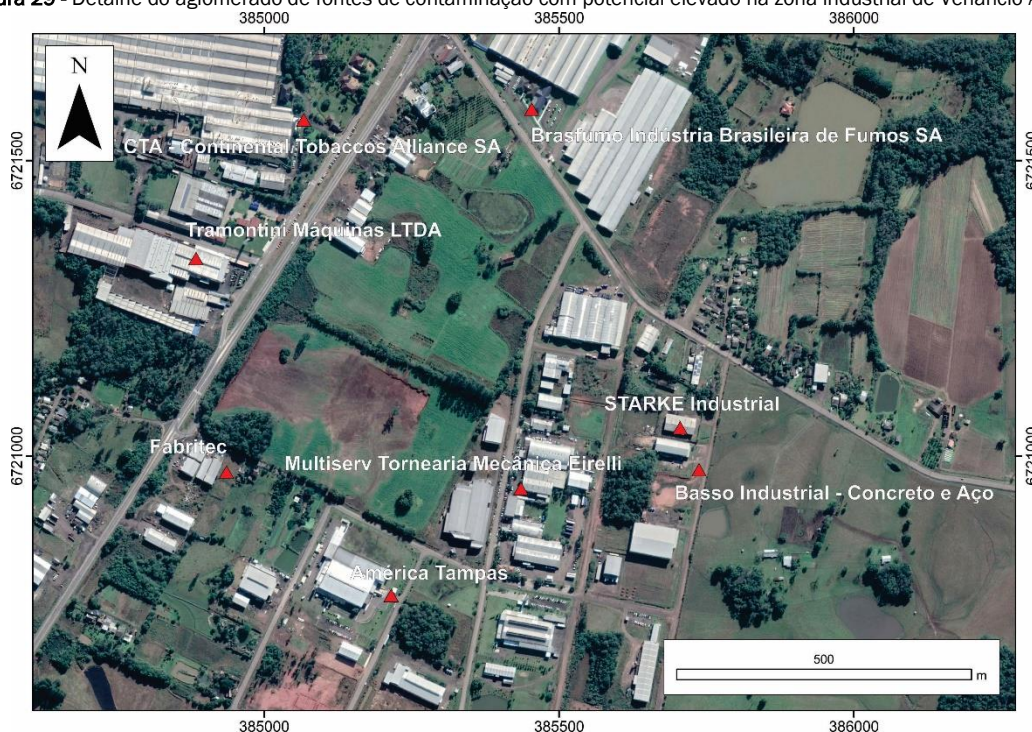 ura 29 - Detalhe do aglomerado de fontes de contaminação com potencial elevado na zona industrial de Venâncio A
385000 385500 386000
N
Brasfumo Indústria Brasileira de Fumos SA
CTA - Continental Tobaccos Alliance SA
6721500 6721500
Tramontini Máquinas LTDA
STARKE Industrial
Fabritec
6721000 6721000
Multiserv Tornearia Mecânica Eirelli
Basso Industrial - Concreto e Aço
América Tampas
500
m
385000 385500 386000